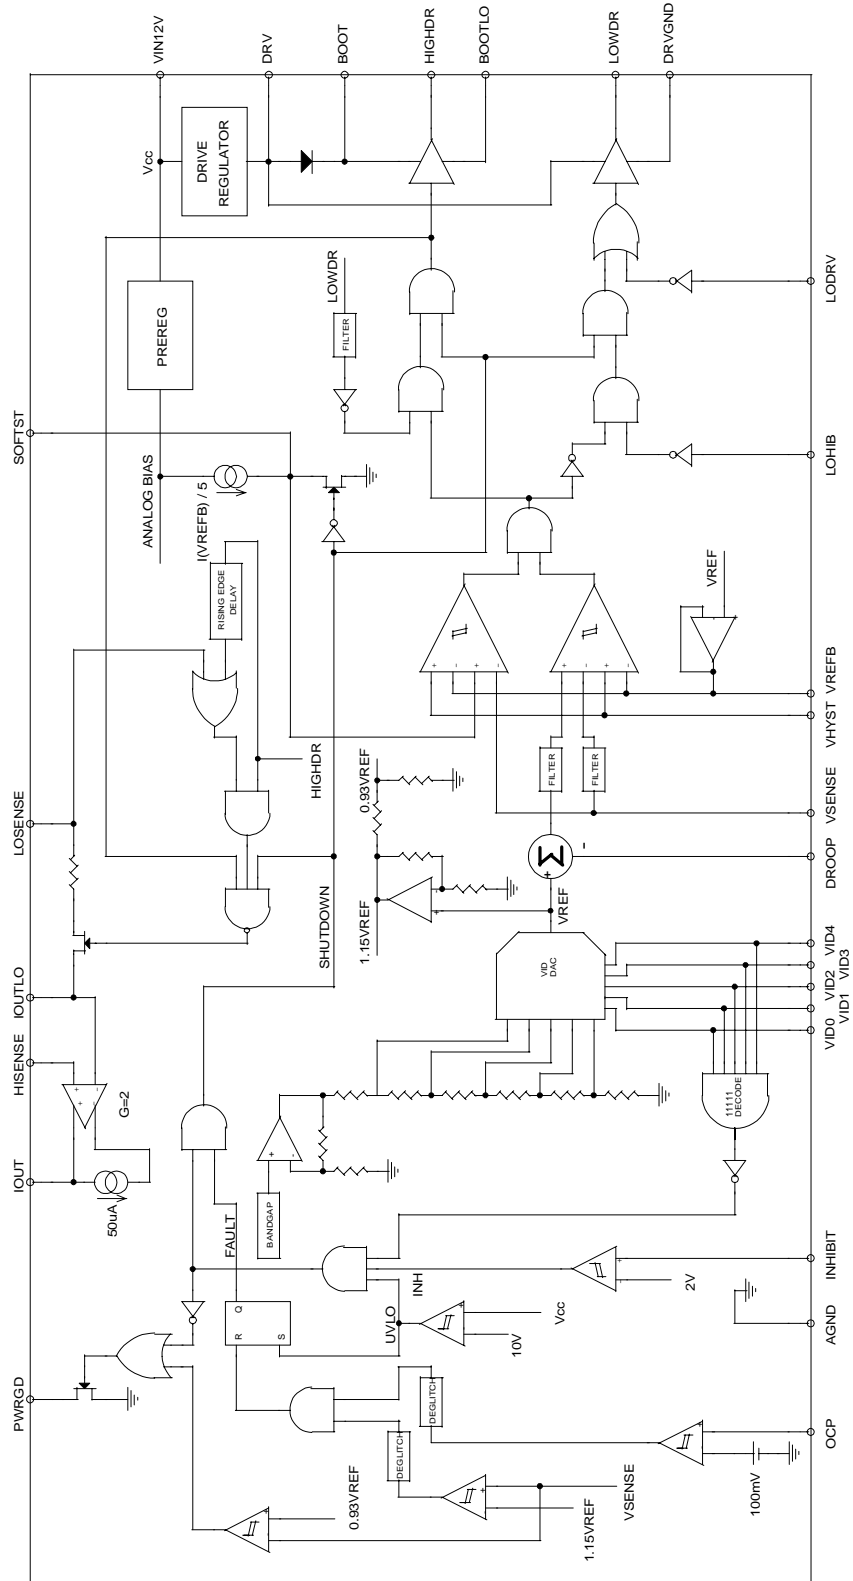 VIN12V
DRV
BOOT
HIGHDR
BOOTLO
LOWDR
DRVGND
Vcc
DRIVE
REGULATOR
PREREG
LOWDR
FILTER
LODRV
SOFTST
ANALOG BIAS
I(VREFB) / 5
LOHIB
RISING EDGE
DELAY
VREF
+
-
+
-
+
-
+
-
+
-
+
-
VREFB
VHYST
HIGHDR
FILTER
FILTER
0.93VREF
VSENSE
LOSENSE
Σ
+
-
DROOP
SHUTDOWN
1.15VREF
+
-
VREF
VID
DAC
VID4
VID3
VID2
VID1
VID0
IOUTLO
HISENSE
G=2
+
-
+
-
IOUT
50uA
11111
DECODE
BANDGAP
+
-
FAULT
INH
INHIBIT
2V
+
-
AGND
Q
R
S
UVLO
10V
Vcc
+
-
PWRGD
DEGLITCH
DEGLITCH
OCP
100mV
+
-
0.93VREF
+
-
1.15VREF
VSENSE
+
-